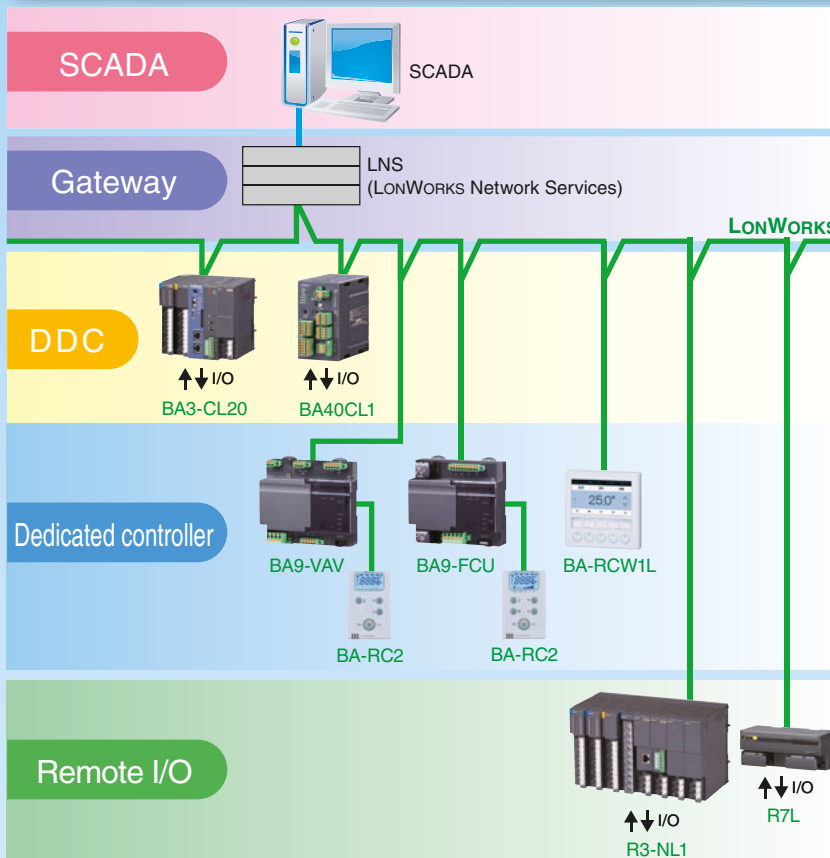 SCADA
SCADA
Gateway
LNS
(LONWORKS Network Services)
LONWORKS
DDC
I/O
BA3-CL20
I/O
BA40CL1
Dedicated controller
25.0°
BA9-VAV
BA9-FCU
BA-RCW1L
BA-RC2
BA-RC2
Remote I/O
I/O
R7L
I/O
R3-NL1